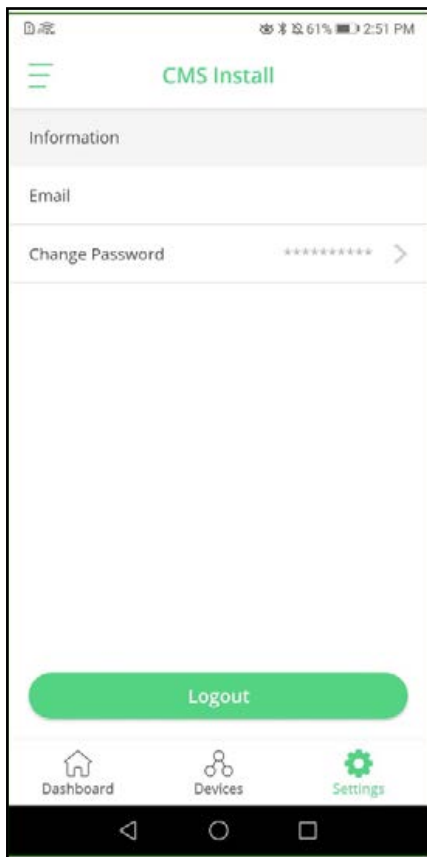 61% 2:51 PM
CMS Install
Information
Email
Change Password ********** >
Logout
Dashboard Devices Settings